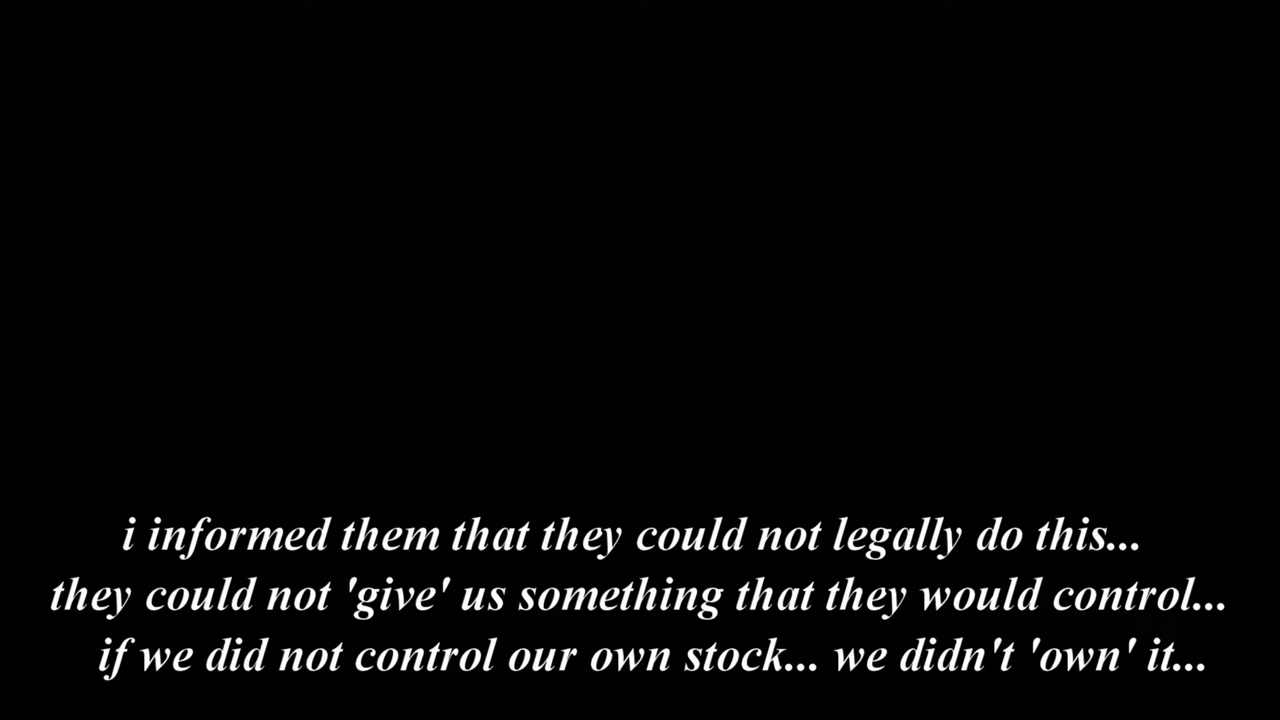 i informed them that they could not legally do this...
they could not 'give' us something that they would control...
if we did not control our own stock... we didn't 'own' it...